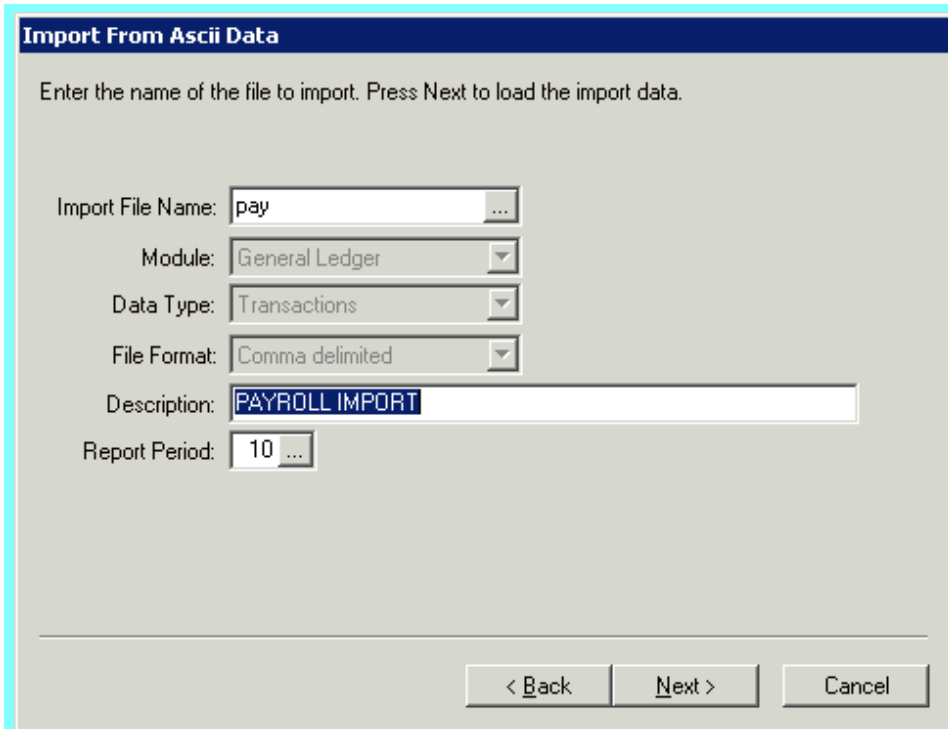 Import From Ascii Data
Enter the name of the file to import. Press Next to load the import data.
Import File Name: pay ...
Module: General Ledger
Data Type: Transactions
File Format: Comma delimited
Description: PAYROLL IMPORT
Report Period: 10 ...
< Back Next > Cancel